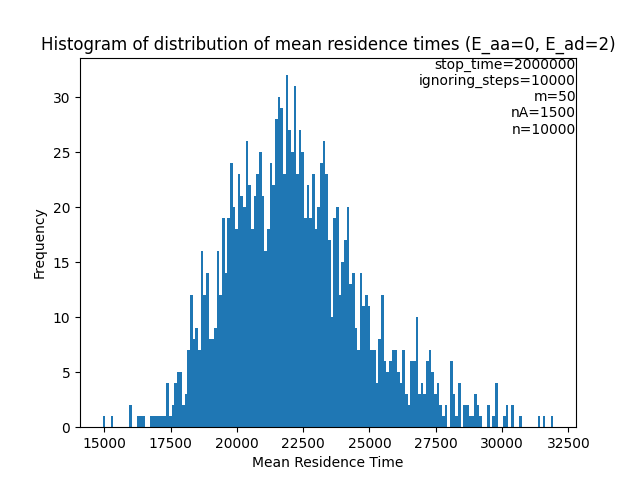 Histogram of distribution of mean residence times (E_aa=0, E_ad=2)
stop_time=2000000
ignoring_steps=10000
m=50
nA=1500
n=10000
30
25
20
15
10
5
0
Frequency
15000 17500 20000 22500 25000 27500 30000 32500
Mean Residence Time